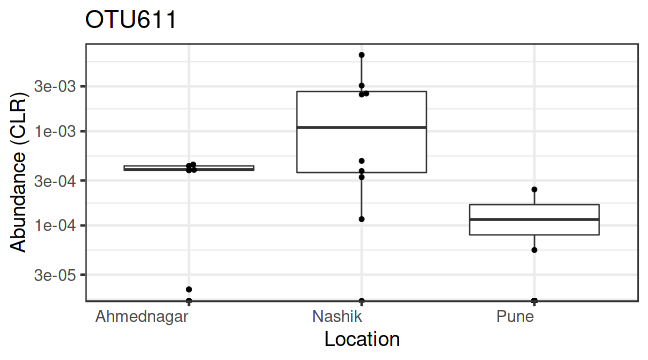 OTU611
Abundance (CLR)
3e-03
1e-03
3e-04
1e-04
3e-05
Ahmednagar Nashik Pune
Location